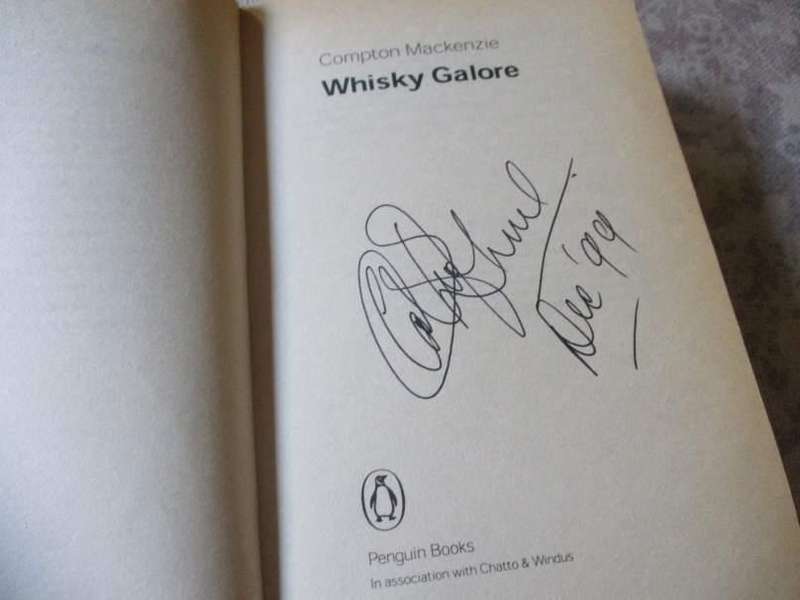 Compton Mackenzie
Whisky Galore
Dec '99
Penguin Books
In association with Chatto & Windus